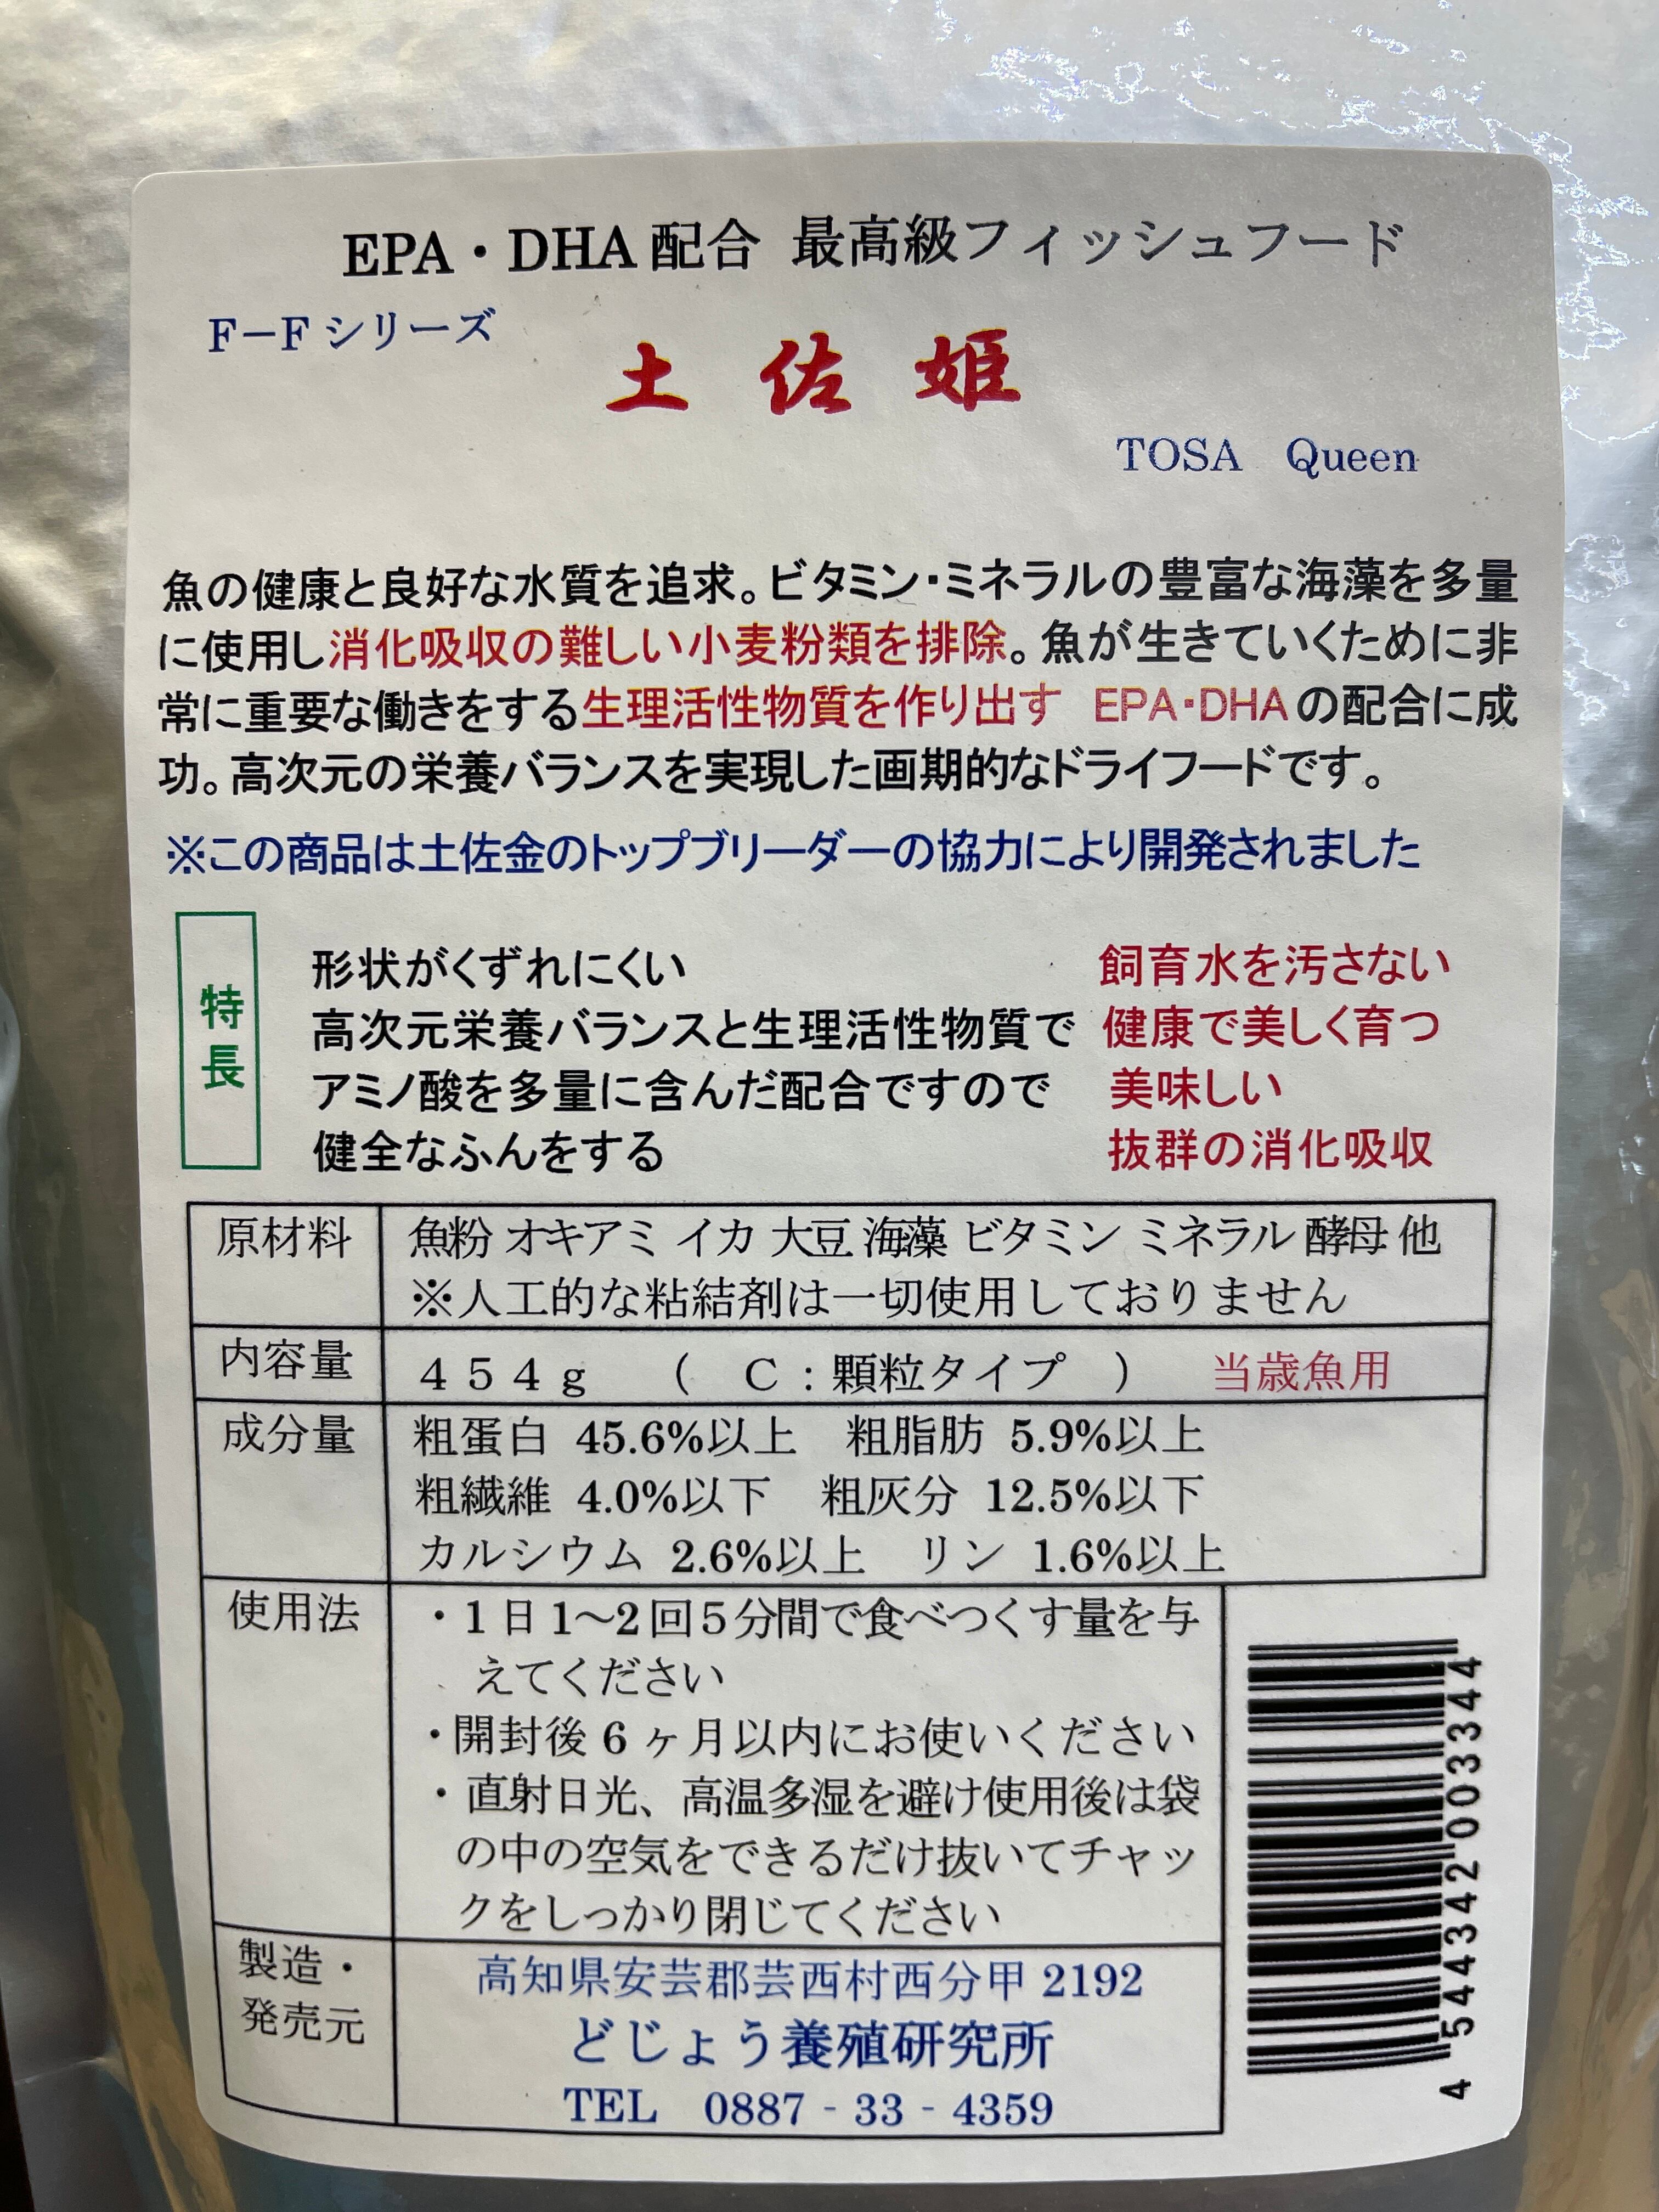 EPA・DHA配合 最高級フィッシュフード
F−Fシリーズ
土佐姫
TOSA Queen
魚の健康と良好な水質を追求。ビタミン・ミネラルの豊富な海藻を多量
に使用し消化吸収の難しい小麦粉類を排除。魚が生きていくために非
常に重要な働きをする生理活性物質を作り出す EPA・DHAの配合に成
功。高次元の栄養バランスを実現した画期的なドライフードです。
※この商品は土佐金のトップブリーダーの協力により開発されました
特長
形状がくずれにくい 飼育水を汚さない
高次元栄養バランスと生理活性物質で 健康で美しく育つ
アミノ酸を多量に含んだ配合ですので 美味しい
健全なふんをする 抜群の消化吸収
原材料 魚粉 オキアミ イカ 大豆 海藻 ビタミン ミネラル 酵母 他
※人工的な粘結剤は一切使用しておりません
内容量 454g ( C:顆粒タイプ ) 当歳魚用
成分量 粗蛋白 45.6%以上 粗脂肪 5.9%以上
粗繊維 4.0%以下 粗灰分 12.5%以下
カルシウム 2.6%以上 リン 1.6%以上
使用法 ・1日1〜2回5分間で食べつくす量を与
えてください
・開封後6ヶ月以内にお使いください
・直射日光、高温多湿を避け使用後は袋
の中の空気をできるだけ抜いてチャッ
クをしっかり閉じてください
製造・
発売元
高知県安芸郡芸西村西分甲2192
どじょう養殖研究所
TEL 0887-33-4359
4 544342 003344